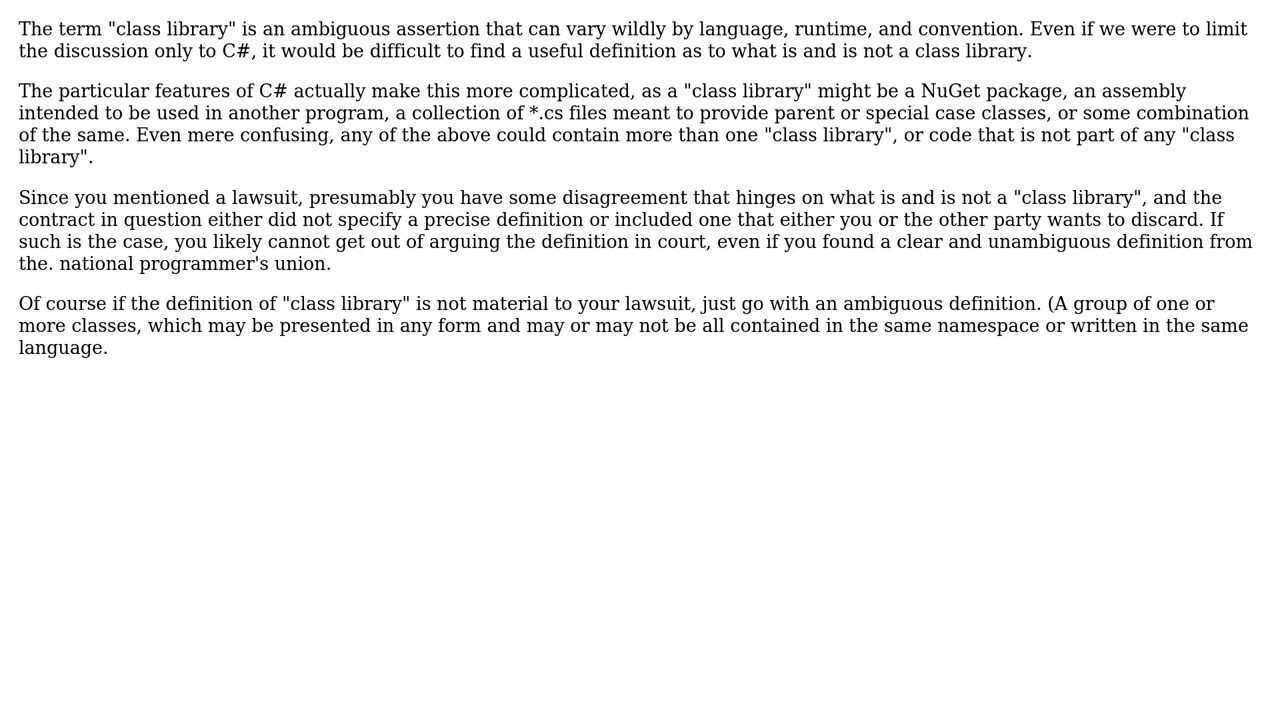 The term "class library" is an ambiguous assertion that can vary wildly by language, runtime, and convention. Even if we were to limit
the discussion only to C#, it would be difficult to find a useful definition as to what is and is not a class library.
The particular features of C# actually make this more complicated, as a "class library" might be a NuGet package, an assembly
intended to be used in another program, a collection of *.cs files meant to provide parent or special case classes, or some combination
of the same. Even mere confusing, any of the above could contain more than one "class library", or code that is not part of any "class
library".
Since you mentioned a lawsuit, presumably you have some disagreement that hinges on what is and is not a "class library", and the
contract in question either did not specify a precise definition or included one that either you or the other party wants to discard. If
such is the case, you likely cannot get out of arguing the definition in court, even if you found a clear and unambiguous definition from
the. national programmer's union.
Of course if the definition of "class library" is not material to your lawsuit, just go with an ambiguous definition. (A group of one or
more classes, which may be presented in any form and may or may not be all contained in the same namespace or written in the same
language.